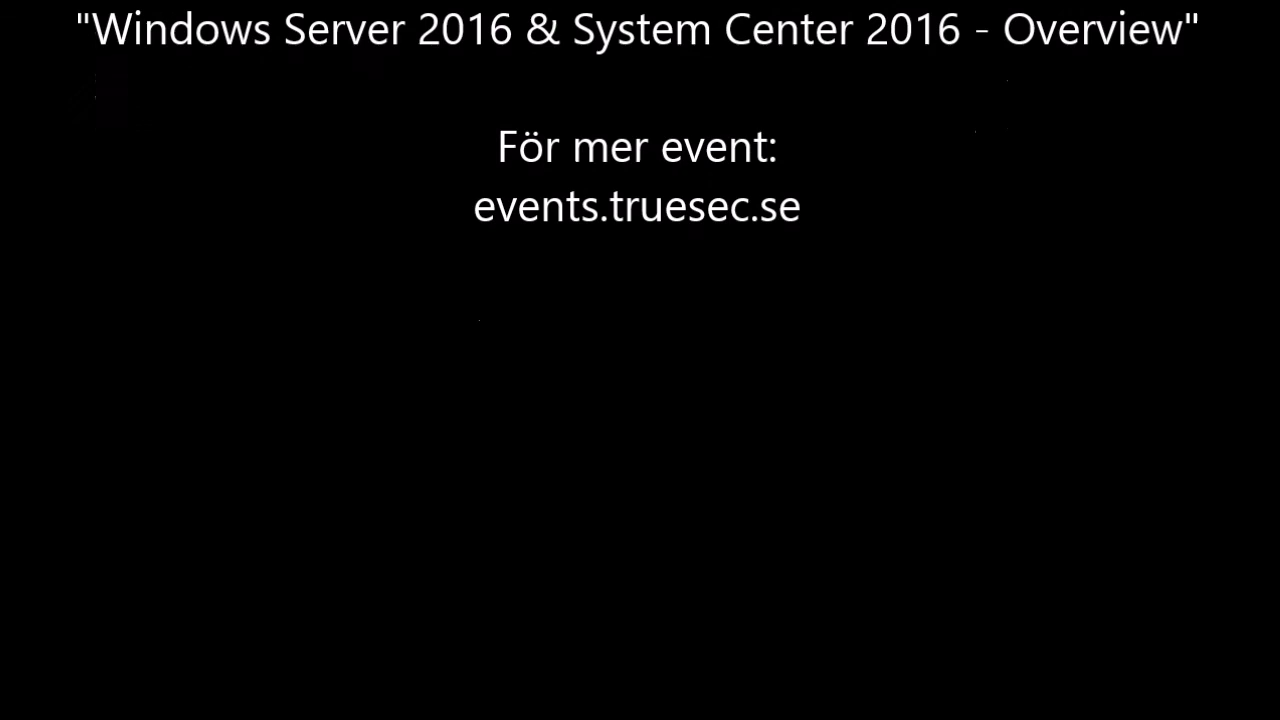 "Windows Server 2016 & System Center 2016 - Overview"
För mer event:
events.truesec.se